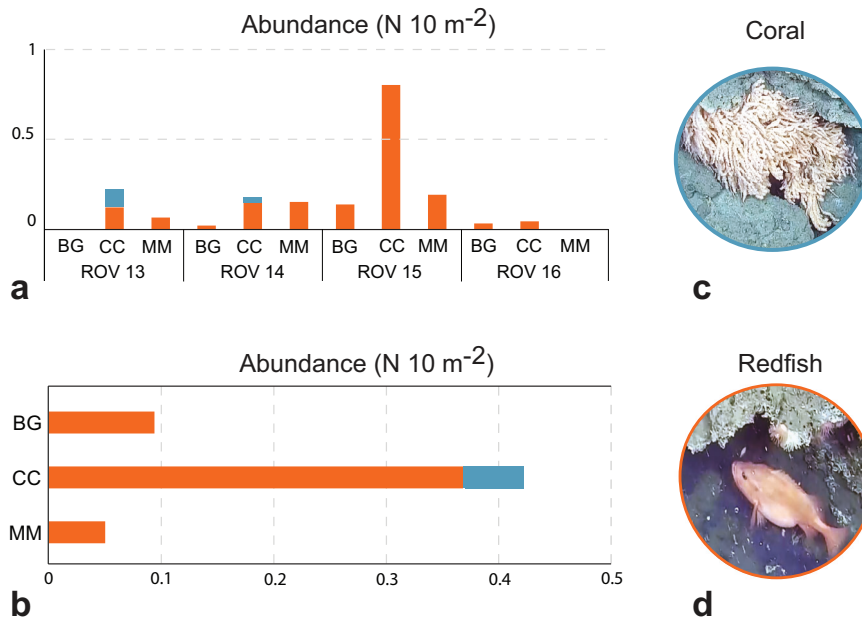 Abundance (N 10 m-2)
Coral
1
0.5
0
BG CC MM BG CC MM BG CC MM BG CC MM
ROV 13 ROV 14 ROV 15 ROV 16
a
c
Abundance (N 10 m-2)
Redfish
BG
CC
MM
0 0.1 0.2 0.3 0.4 0.5
b
d